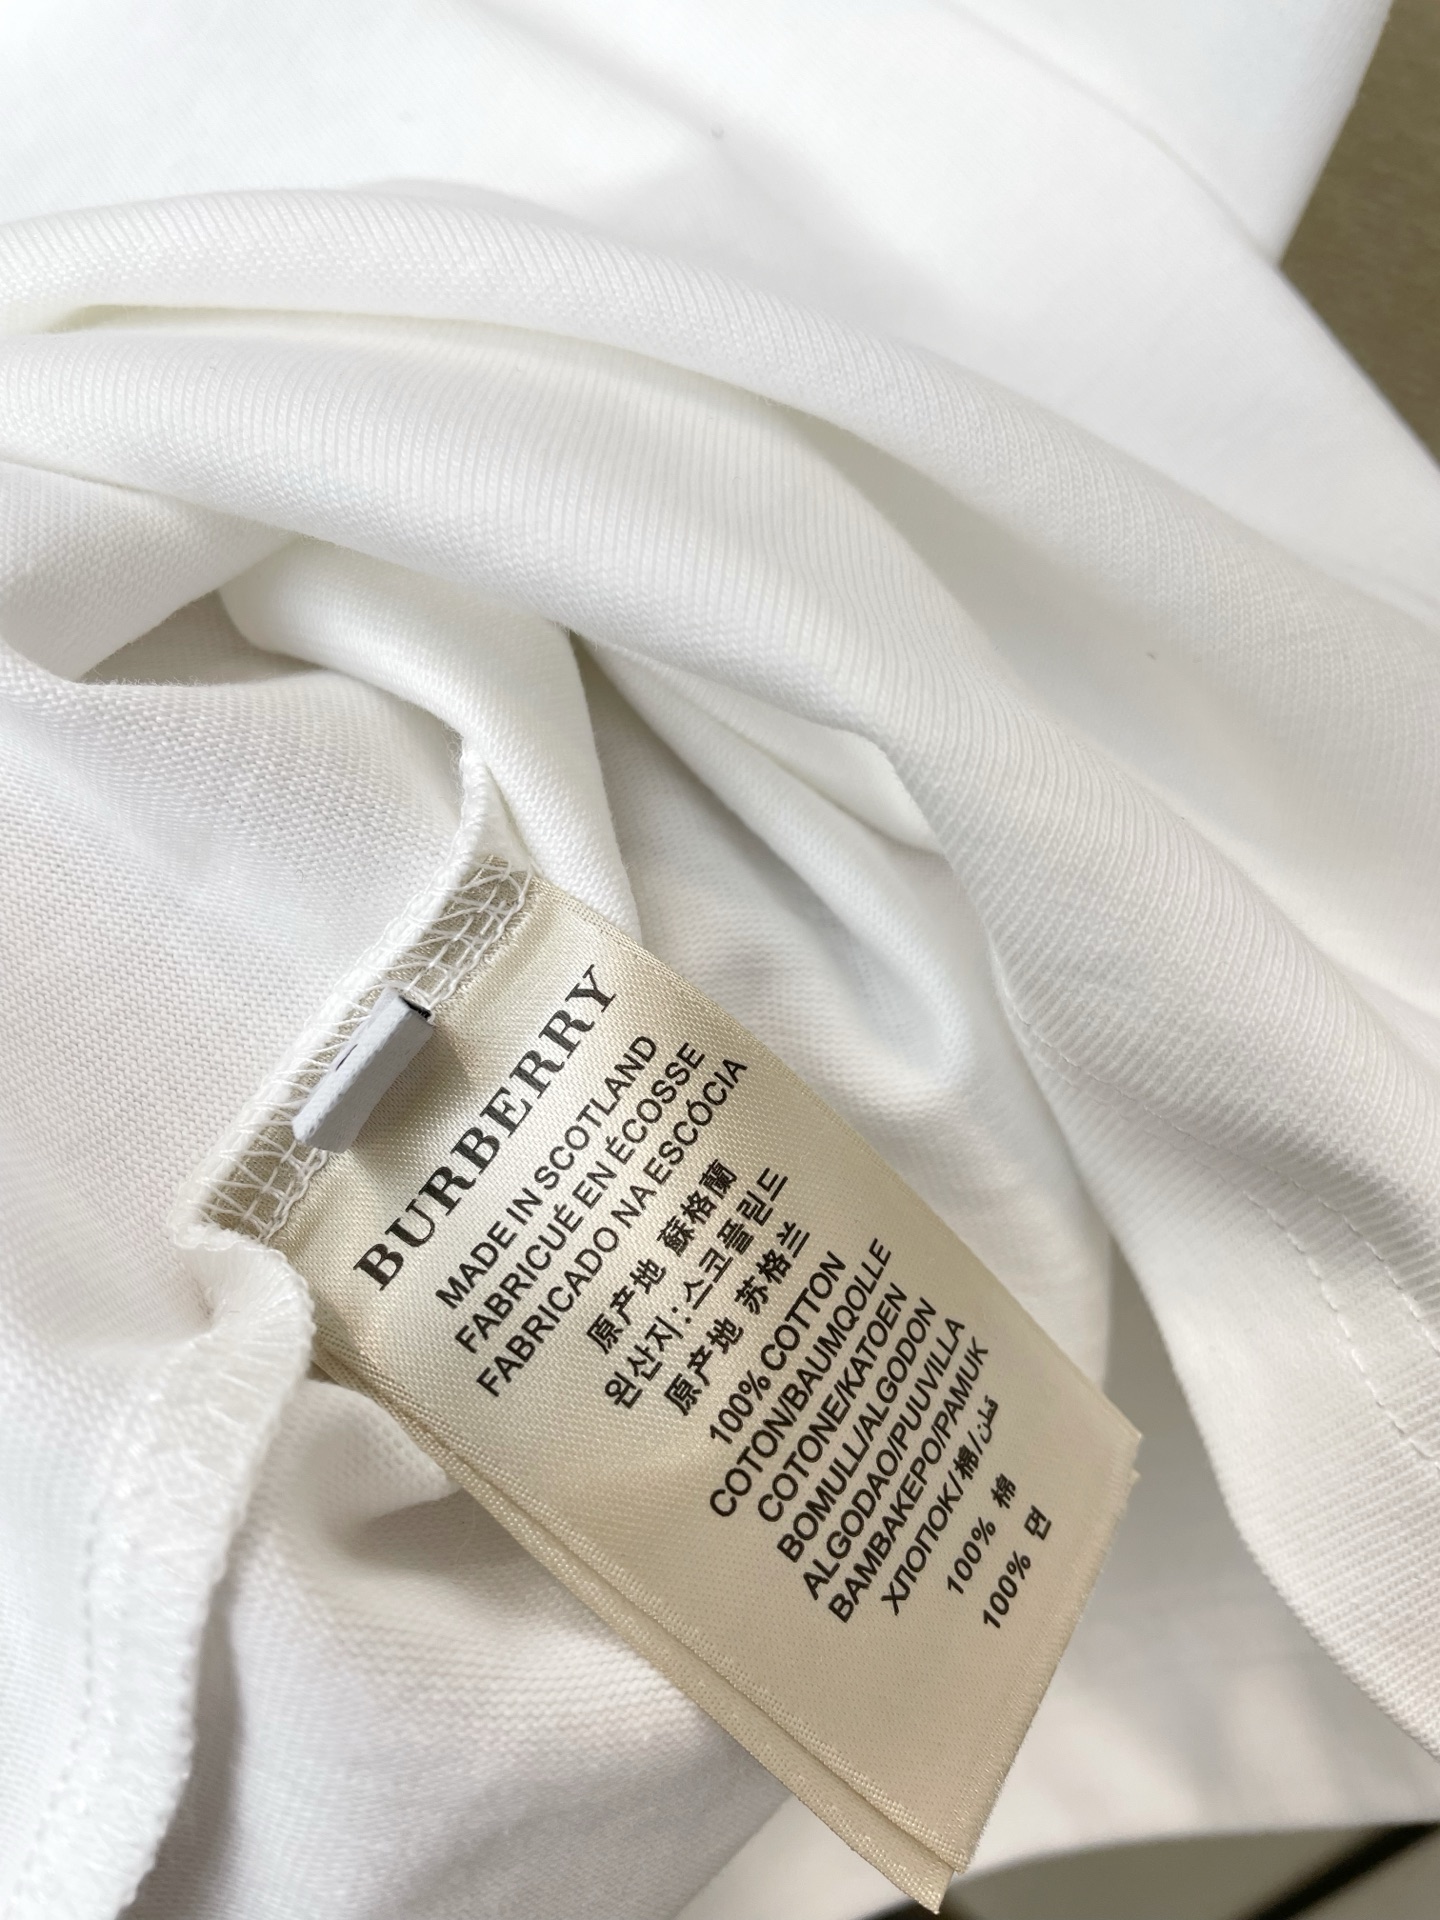 BURBERRY
MADE IN SCOTLAND
FABRICUÉ EN ÉCOSSE
FABRICADO NA ESCÓCIA
原产地 蘇格蘭
원산지:스코플린드
原产地 苏格兰
100% COTTON
COTON/BAUMQOLLE
COTONE/KATOEN
BOMULL/ALGODON
ALGODAO/PUUVILLA
BAMBAKEPO/PAMUK
ХЛОПОК/棉/قطن
100% 棉
100% 면